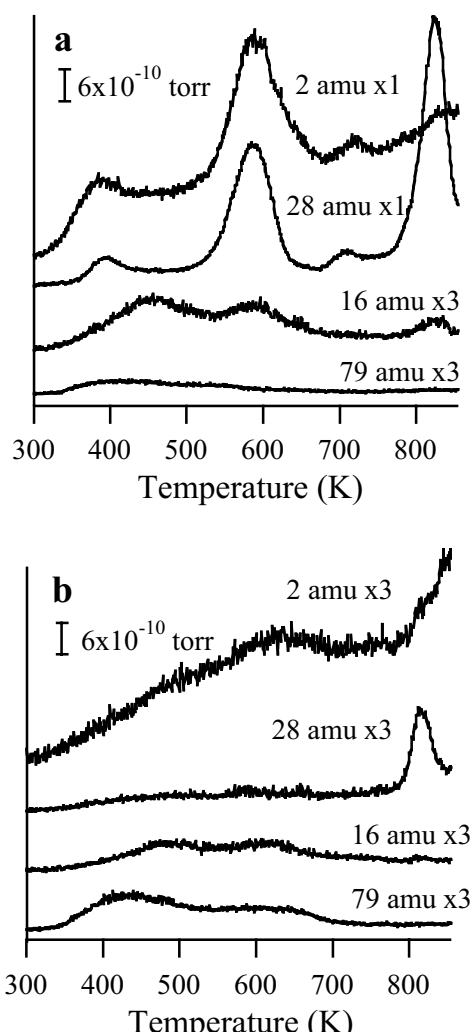 a
6x10⁻¹⁰ torr
2 amu x1
28 amu x1
16 amu x3
79 amu x3
300 400 500 600 700 800
Temperature (K)
b
2 amu x3
6x10⁻¹⁰ torr
28 amu x3
16 amu x3
79 amu x3
300 400 500 600 700 800
Temperature (K)